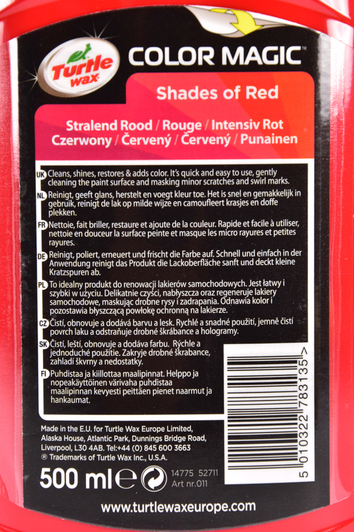 Turtle
WAX
COLOR MAGIC™
Shades of Red
Stralend Rood / Rouge / Intensiv Rot
Czerwony / Červený / Červený / Punainen
UK Cleans, shines, restores & adds color. It's quick and easy to use, gently
cleaning the paint surface and masking minor scratches and swirl marks.
NL Reinigt, geeft glans, herstelt en voegt kleur toe. Het is snel en gemakkelijk in
gebruik, reinigt de lak op milde wijze en camoufleert krasjes en doffe
plekken.
FR Nettoie, fait briller, restaure et ajoute de la couleur. Rapide et facile à utiliser,
nettoie en douceur la surface peinte et masque les micro rayures et petites
rayures.
DE Reinigt, poliert, erneuert und frischt die Farbe auf. Schnell und einfach in der
Anwendung reinigt das Produkt die Lackoberfläche sanft und deckt kleine
Kratzspuren ab.
PL To idealny produkt do renowacji lakierów samochodowych. Jest łatwy i
szybki w użyciu. Delikatnie czyści, nabłyszcza oraz regeneruje lakiery
samochodowe, maskując drobne rysy i zadrapania. Odnawia kolor i
pozostawia błyszczącą powłokę ochronną na lakierze.
CZ Čistí, obnovuje a dodává barvu a lesk. Rychlé a snadné použití, jemně čistí
povrch laku a odstraňuje drobné škrábance a hologramy.
SK Čistí, leští, obnovuje a dodáva farbu. Rýchle a
jednoduché použitie. Zakryje drobné škrabance,
zahladí škvrny a nedostatky.
FI Puhdistaa ja kiillottaa maalipinnat. Helppo ja
nopeakäyttöinen värivaha puhdistaa
maalipinnan kevyesti peittäen pienet naarmut ja
hankaumat.
Made in the E.U. for Turtle Wax Europe Limited,
Alaska House, Atlantic Park, Dunnings Bridge Road,
Liverpool, L30 4AB. Tel:+44 (0) 845 600 3663
® Trademarks of Turtle Wax Inc., U.S.A.
500 ml e
14775 52711
Art nr.011
5 010322 783135 >
www.turtlewaxeurope.com